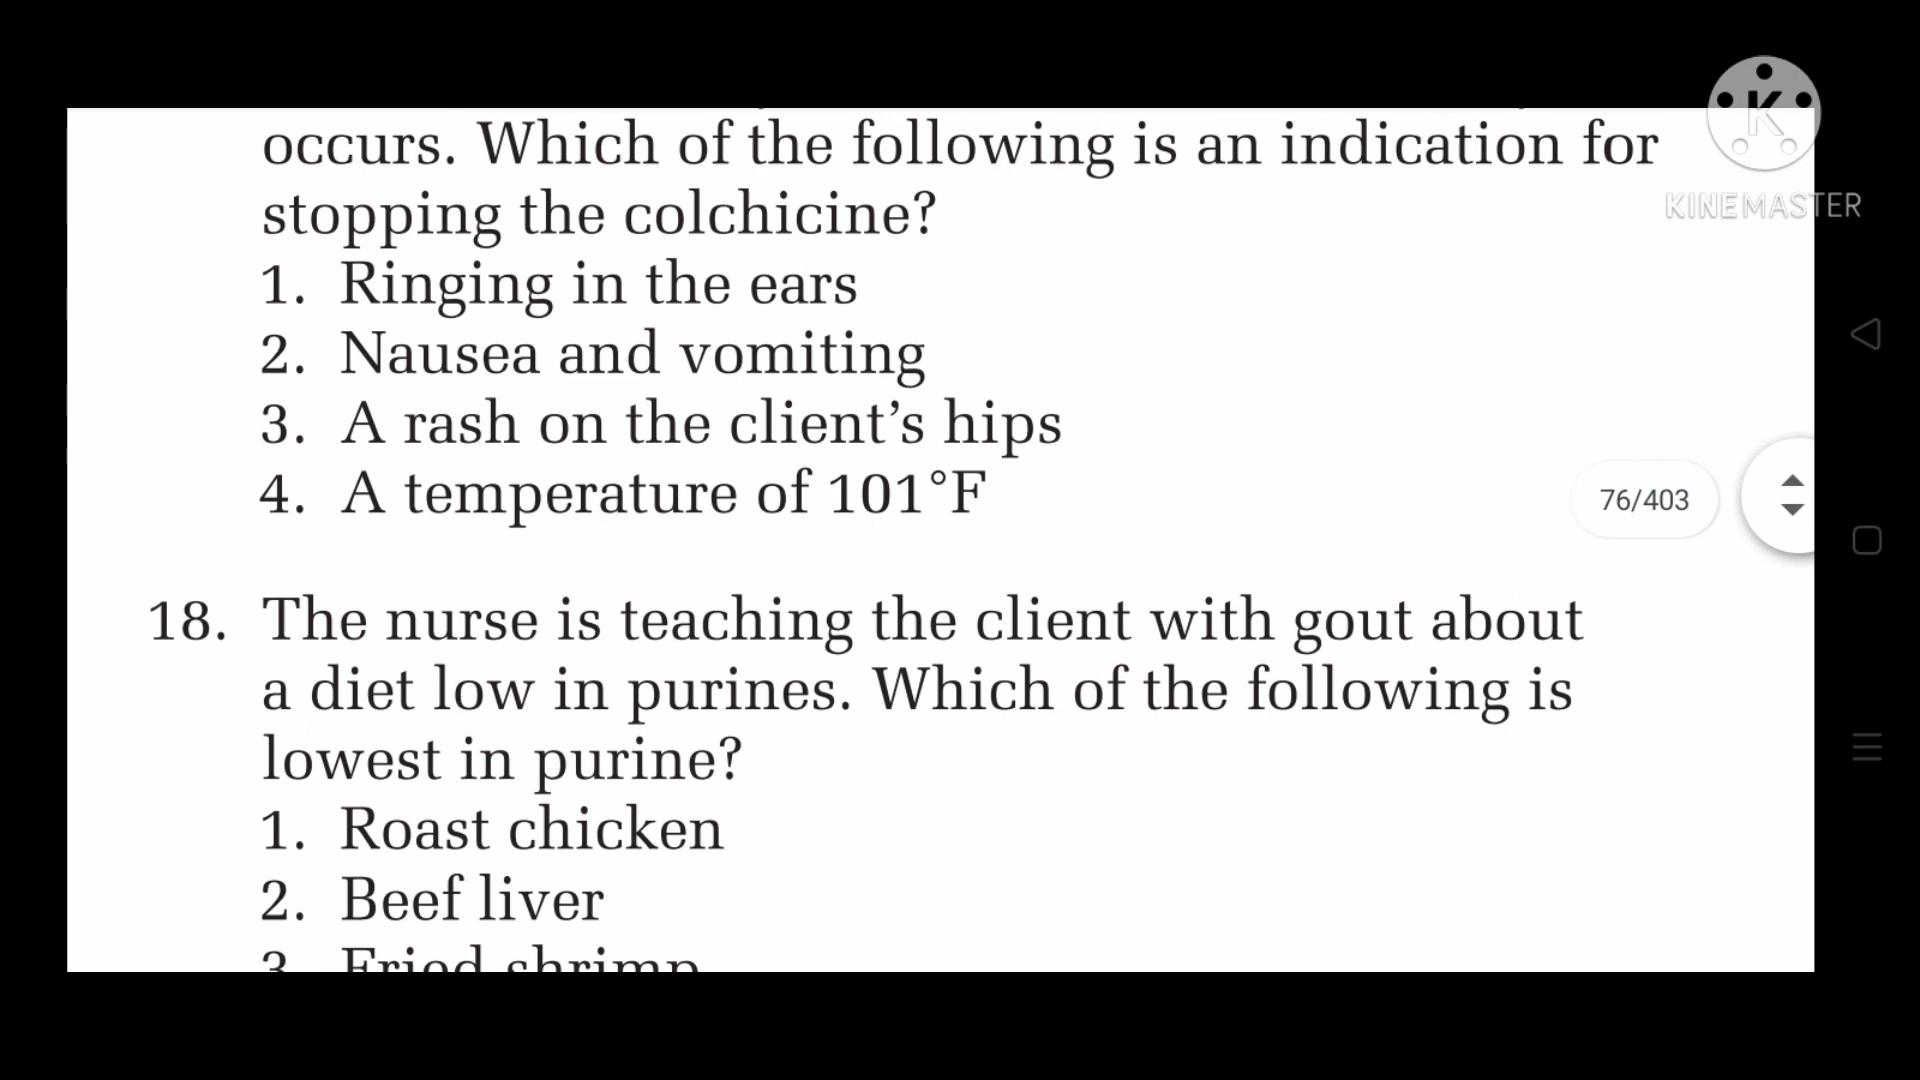 occurs. Which of the following is an indication for
stopping the colchicine?
1. Ringing in the ears
2. Nausea and vomiting
3. A rash on the client’s hips
4. A temperature of 101°F
18. The nurse is teaching the client with gout about
a diet low in purines. Which of the following is
lowest in purine?
1. Roast chicken
2. Beef liver
3. Fried shrimp
76/403
K
KINEMASTER